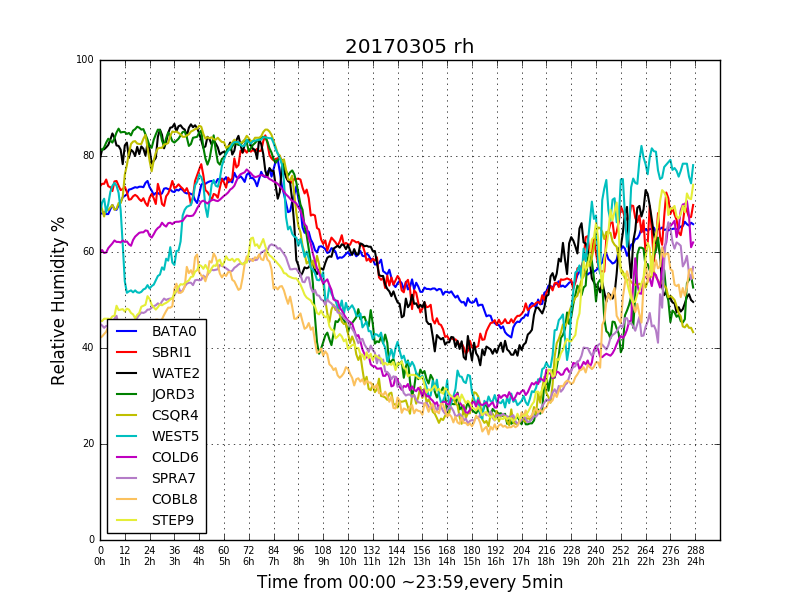 20170305 rh
100
80
60
40
20
0
Relative Humidity %
BATA0
SBRI1
WATE2
JORD3
CSQR4
WEST5
COLD6
SPRA7
COBL8
STEP9
0 12 24 36 48 60 72 84 96 108 120 132 144 156 168 180 192 204 216 228 240 252 264 276 288
0h 1h 2h 3h 4h 5h 6h 7h 8h 9h 10h 11h 12h 13h 14h 15h 16h 17h 18h 19h 20h 21h 22h 23h 24h
Time from 00:00 ~23:59,every 5min